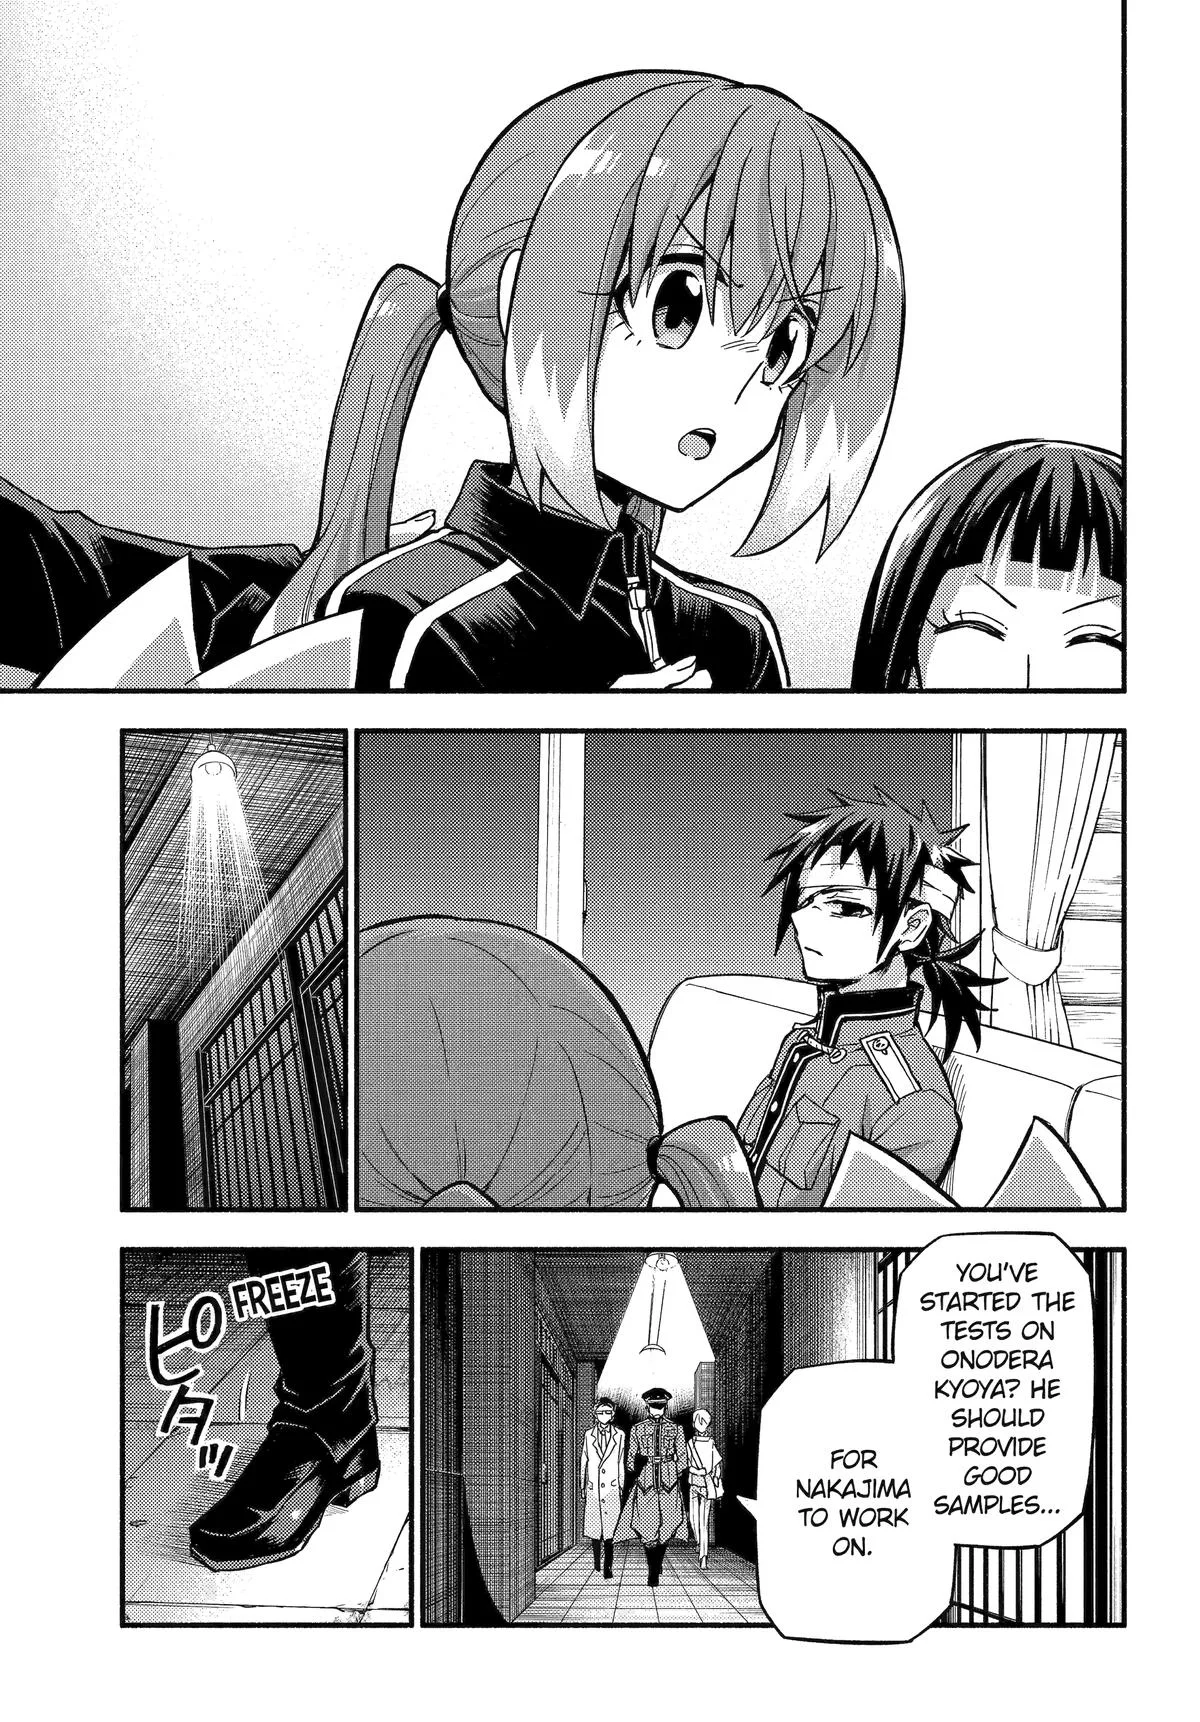 YOU'VE
STARTED THE
TESTS ON
ONODERA
KYOYA? HE
SHOULD
PROVIDE
GOOD
SAMPLES...
FOR
NAKAJIMA
TO WORK
ON.
FREEZE
ピタッ